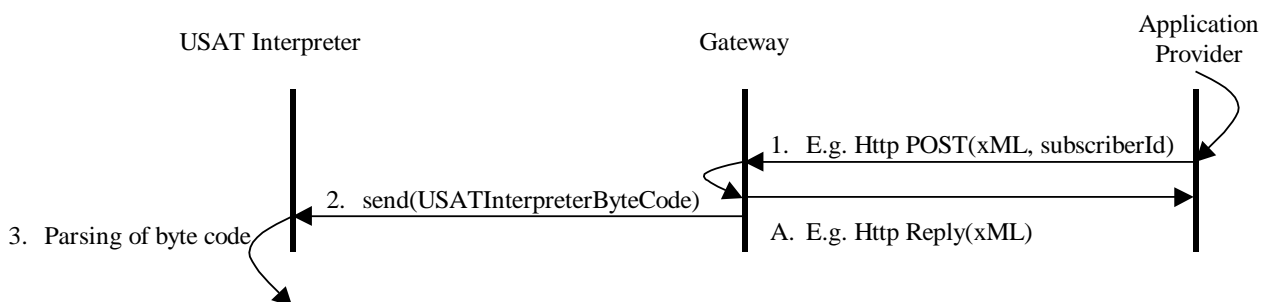 USAT Interpreter
Gateway
Application
Provider
1. E.g. Http POST(xML, subscriberId)
2. send(USATInterpreterByteCode)
3. Parsing of byte code
A. E.g. Http Reply(xML)